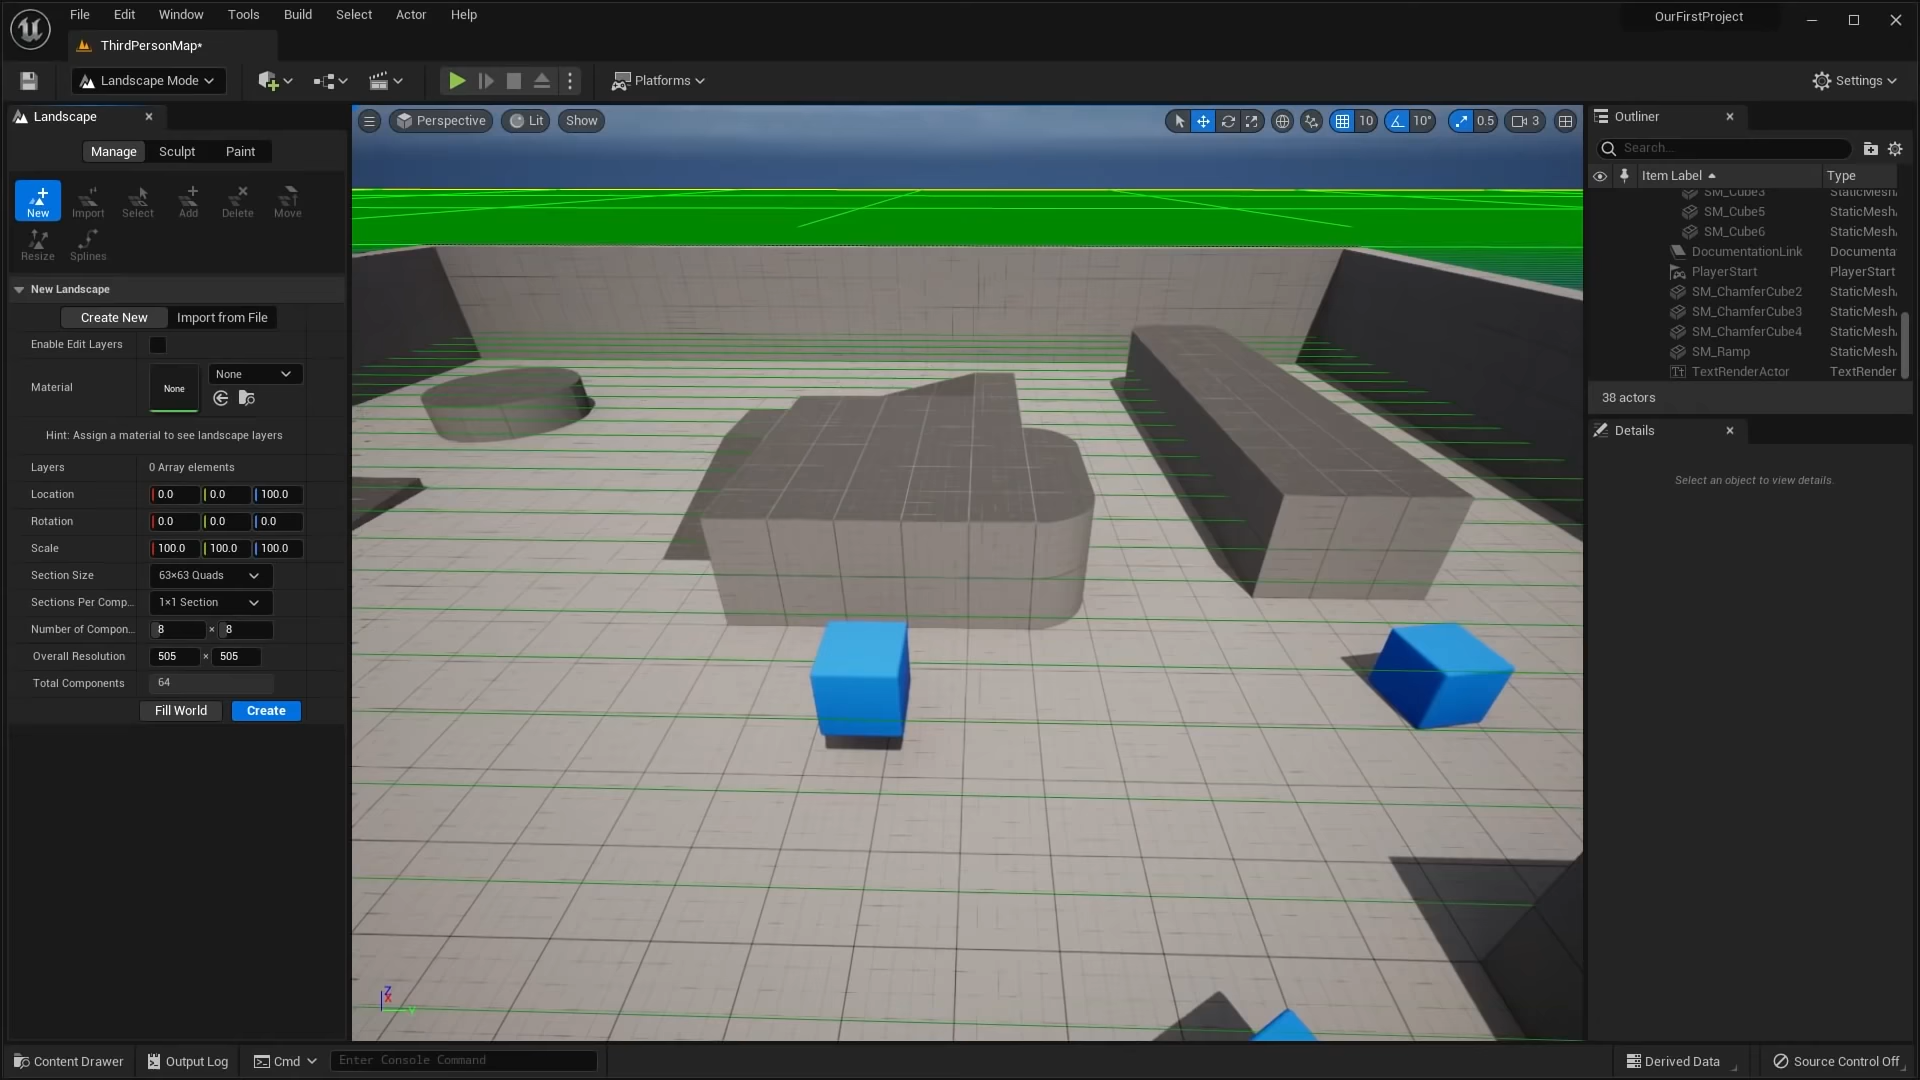 File Edit Window Tools Build Select Actor Help
OurFirstProject
ThirdPersonMap*
Landscape Mode
Platforms
Settings
Landscape
Manage Sculpt Paint
New Import Select Add Delete Move
Resize Splines
New Landscape
Create New Import from File
Enable Edit Layers
Material None None
Hint: Assign a material to see landscape layers
Layers 0 Array elements
Location 0.0 0.0 100.0
Rotation 0.0 0.0 0.0
Scale 100.0 100.0 100.0
Section Size 63×63 Quads
Sections Per Comp... 1×1 Section
Number of Compon... 8 × 8
Overall Resolution 505 × 505
Total Components 64
Fill World Create
Perspective Lit Show
10 10° 0.5 3
Z
X
Y
Outliner
Search...
Item Label Type
SM_Cube3 StaticMesh
SM_Cube5 StaticMesh
SM_Cube6 StaticMesh
DocumentationLink Documenta
PlayerStart PlayerStart
SM_ChamferCube2 StaticMesh
SM_ChamferCube3 StaticMesh
SM_ChamferCube4 StaticMesh
SM_Ramp StaticMesh
Tt TextRenderActor TextRender
38 actors
Details
Select an object to view details.
Content Drawer Output Log Cmd Enter Console Command
Derived Data Source Control Off